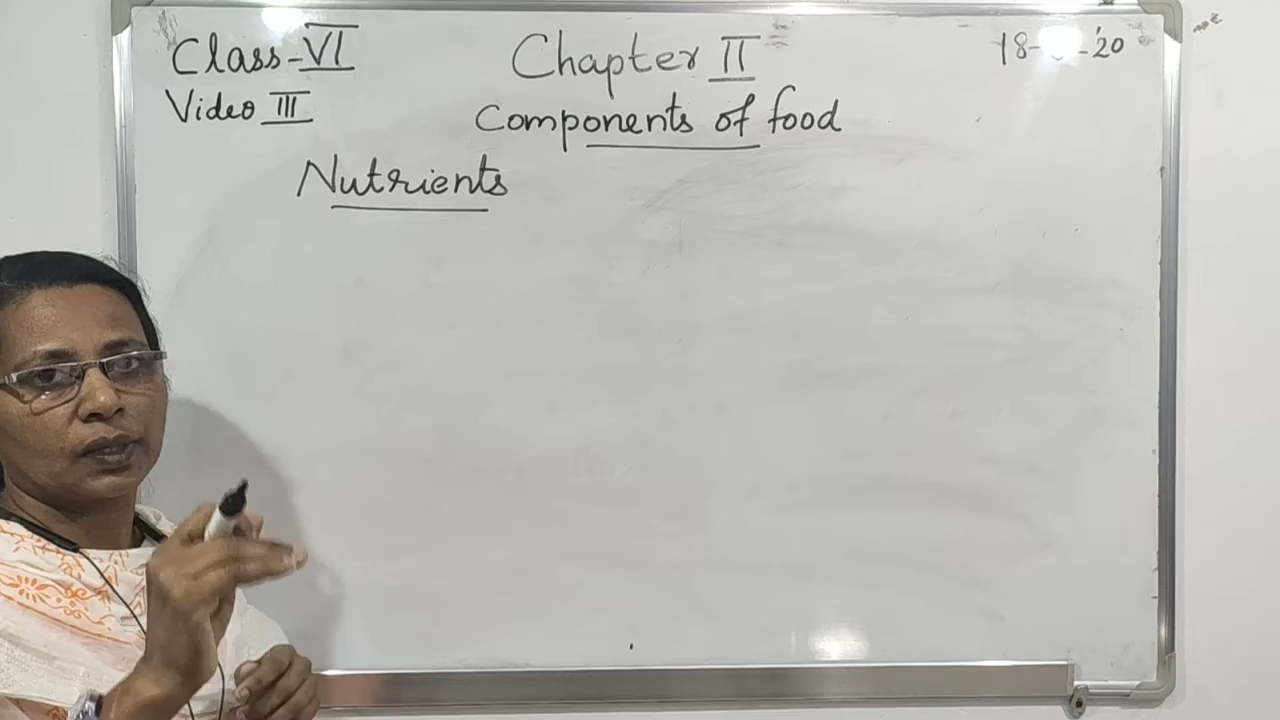 Class-VI
Chapter II
Video III
Components of food
Nutrients